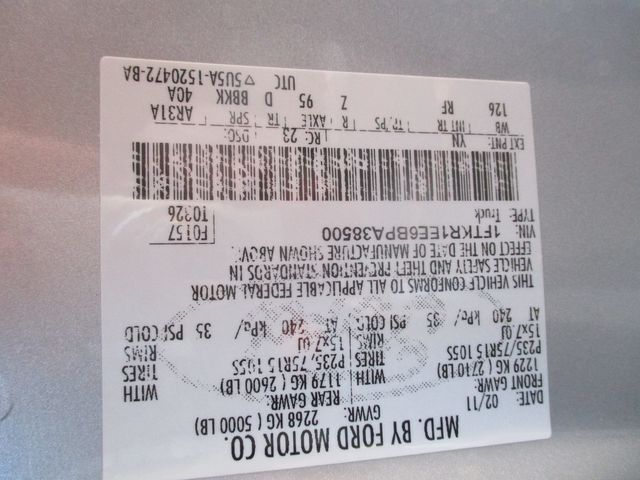 MFD. BY FORD MOTOR CO.
DATE: 02/11 GVWR: 2268 KG ( 5000 LB)
FRONT GAWR: REAR GAWR:
1229 KG ( 2710 LB) 1179 KG ( 2600 LB)
P235/75R15 105S WITH TIRES P235/75R15 105S WITH TIRES
15x7.0J RIMS 15x7.0J RIMS
AT 240 kPa/ 35 PSI COLD AT 240 kPa/ 35 PSI COLD
THIS VEHICLE CONFORMS TO ALL APPLICABLE FEDERAL MOTOR
VEHICLE SAFETY AND THEFT PREVENTION STANDARDS IN
EFFECT ON THE DATE OF MANUFACTURE SHOWN ABOVE.
VIN: 1FTKR1EE6BPA38500 F0157
TYPE: Truck T0326
EXT PNT: YN RC: 23 DSO:
WB INT TR TP/PS R AXLE TR SPR AR31A
126 RF Z 95 D BBKK 40A
UTC ▽5U5A-1520472-BA